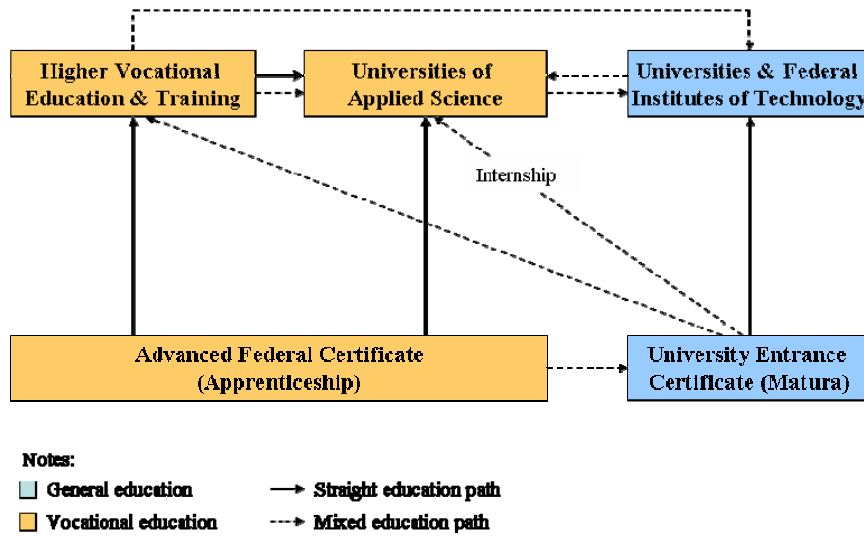 Higher Vocational
Education & Training
Universities of
Applied Science
Universities & Federal
Institutes of Technology
Internship
Advanced Federal Certificate
(Apprenticeship)
University Entrance
Certificate (Matura)
Notes:
General education
Straight education path
Vocational education
Mixed education path